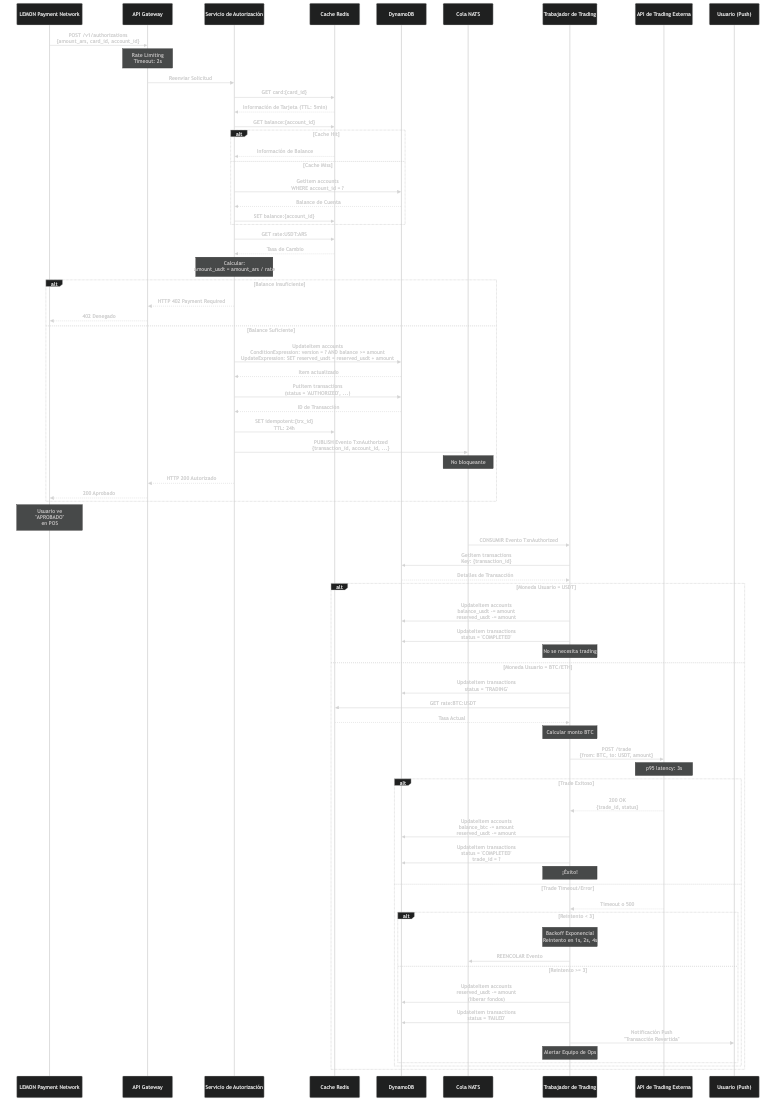 LEMON Payment Network
API Gateway
Servicio de Autorización
Cache Redis
DynamoDB
Cola NATS
Trabajador de Trading
API de Trading Externa
Usuario (Push)
POST /v1/authorizations
{amount_ars, card_id, account_id}
Rate Limiting
Timeout: 2s
Reenviar Solicitud
GET card:{card_id}
Información de Tarjeta (TTL: 5min)
GET balance:{account_id}
alt
[Cache Hit]
Información de Balance
[Cache Miss]
GetItem accounts
WHERE account_id = ?
Balance de Cuenta
SET balance:{account_id}
GET rate:USDT:ARS
Tasa de Cambio
Calcular:
amount_usdt = amount_ars / rate
alt
[Balance Insuficiente]
HTTP 402 Payment Required
402 Denegado
[Balance Suficiente]
UpdateItem accounts
ConditionExpression: version = ? AND balance >= amount
UpdateExpression: SET reserved_usdt = reserved_usdt + amount
Item actualizado
PutItem transactions
(status = 'AUTHORIZED', ...)
ID de Transacción
SET idempotent:{txn_id}
TTL: 24h
PUBLISH Evento TxnAuthorized
{transaction_id, account_id, ...}
No bloqueante
HTTP 200 Autorizado
200 Aprobado
Usuario ve
"APROBADO"
en POS
CONSUMIR Evento TxnAuthorized
GetItem transactions
Key: {transaction_id}
Detalles de Transacción
alt
[Moneda Usuario = USDT]
UpdateItem accounts
balance_usdt -= amount
reserved_usdt -= amount
UpdateItem transactions
status = 'COMPLETED'
No se necesita trading
[Moneda Usuario = BTC/ETH]
UpdateItem transactions
status = 'TRADING'
GET rate:BTC:USDT
Tasa Actual
Calcular monto BTC
POST /trade
{from: BTC, to: USDT, amount}
p95 latency: 3s
alt
[Trade Exitoso]
200 OK
{trade_id, status}
UpdateItem accounts
balance_btc -= amount
reserved_usdt -= amount
UpdateItem transactions
status = 'COMPLETED'
trade_id = ?
¡Éxito!
[Trade Timeout/Error]
Timeout o 500
alt
[Reintentos < 3]
Backoff Exponencial
Reintento en 1s, 2s, 4s
REENCOLAR Evento
[Reintentos >= 3]
UpdateItem accounts
reserved_usdt -= amount
(liberar fondos)
UpdateItem transactions
status = 'FAILED'
Notificación Push
"Transacción Revertida"
Alertar Equipo de Ops
LEMON Payment Network
API Gateway
Servicio de Autorización
Cache Redis
DynamoDB
Cola NATS
Trabajador de Trading
API de Trading Externa
Usuario (Push)